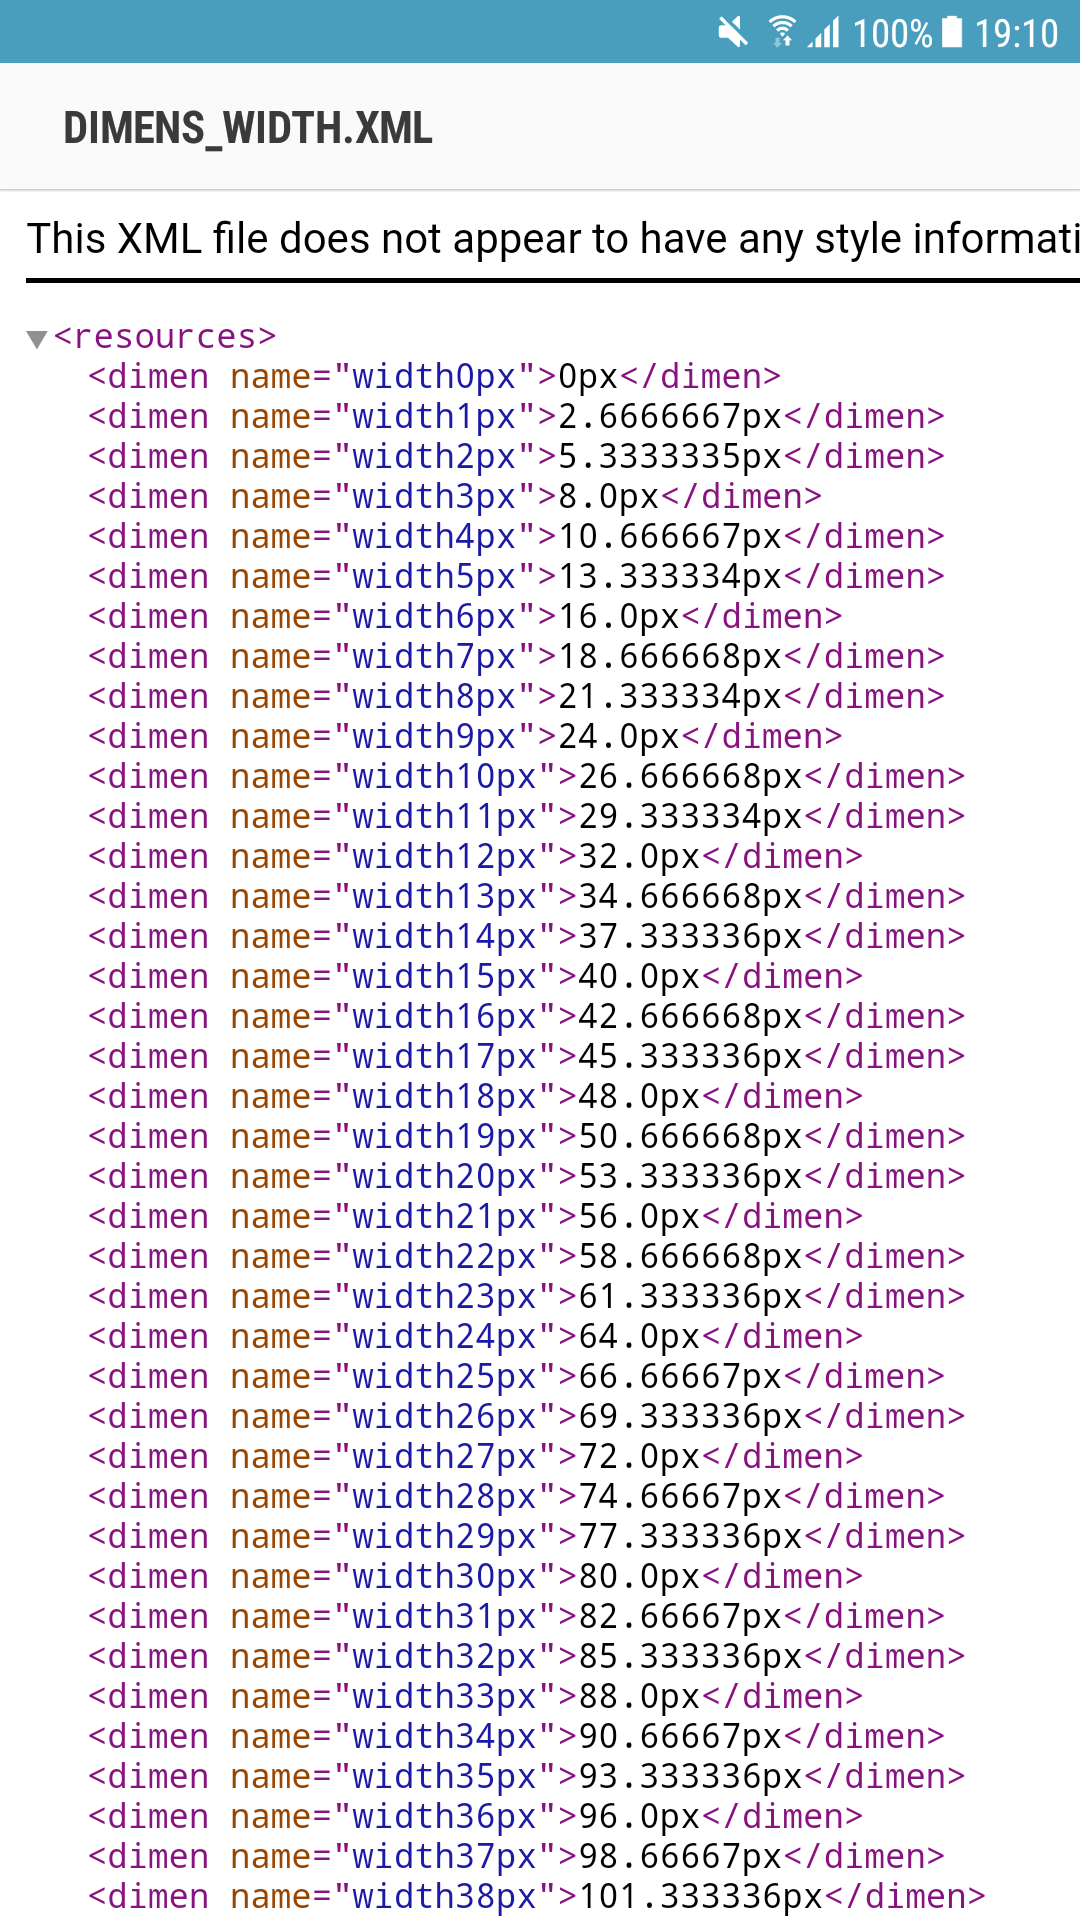 100% 19:10
DIMENS_WIDTH.XML
This XML file does not appear to have any style informati
<resources>
<dimen name="width0px">0px</dimen>
<dimen name="width1px">2.6666667px</dimen>
<dimen name="width2px">5.3333335px</dimen>
<dimen name="width3px">8.0px</dimen>
<dimen name="width4px">10.666667px</dimen>
<dimen name="width5px">13.333334px</dimen>
<dimen name="width6px">16.0px</dimen>
<dimen name="width7px">18.666668px</dimen>
<dimen name="width8px">21.333334px</dimen>
<dimen name="width9px">24.0px</dimen>
<dimen name="width10px">26.666668px</dimen>
<dimen name="width11px">29.333334px</dimen>
<dimen name="width12px">32.0px</dimen>
<dimen name="width13px">34.666668px</dimen>
<dimen name="width14px">37.333336px</dimen>
<dimen name="width15px">40.0px</dimen>
<dimen name="width16px">42.666668px</dimen>
<dimen name="width17px">45.333336px</dimen>
<dimen name="width18px">48.0px</dimen>
<dimen name="width19px">50.666668px</dimen>
<dimen name="width20px">53.333336px</dimen>
<dimen name="width21px">56.0px</dimen>
<dimen name="width22px">58.666668px</dimen>
<dimen name="width23px">61.333336px</dimen>
<dimen name="width24px">64.0px</dimen>
<dimen name="width25px">66.66667px</dimen>
<dimen name="width26px">69.333336px</dimen>
<dimen name="width27px">72.0px</dimen>
<dimen name="width28px">74.66667px</dimen>
<dimen name="width29px">77.333336px</dimen>
<dimen name="width30px">80.0px</dimen>
<dimen name="width31px">82.66667px</dimen>
<dimen name="width32px">85.333336px</dimen>
<dimen name="width33px">88.0px</dimen>
<dimen name="width34px">90.66667px</dimen>
<dimen name="width35px">93.333336px</dimen>
<dimen name="width36px">96.0px</dimen>
<dimen name="width37px">98.66667px</dimen>
<dimen name="width38px">101.333336px</dimen>